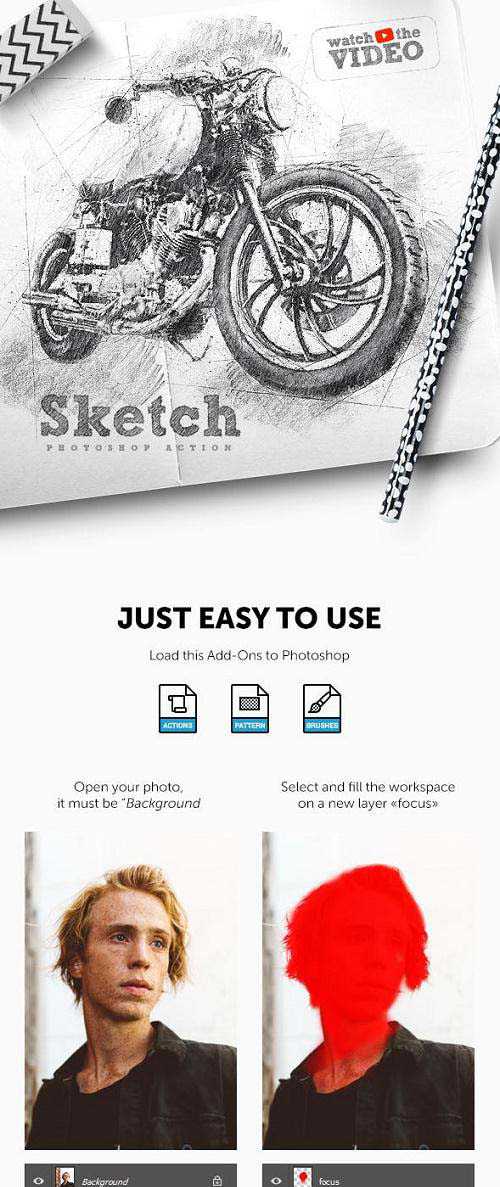 watch the
VIDEO
Sketch
PHOTOSHOP ACTION
JUST EASY TO USE
Load this Add-Ons to Photoshop
ACTIONS
PATTERN
BRUSHES
Open your photo,
it must be "Background
Select and fill the workspace
on a new layer «focus»
Background
focus